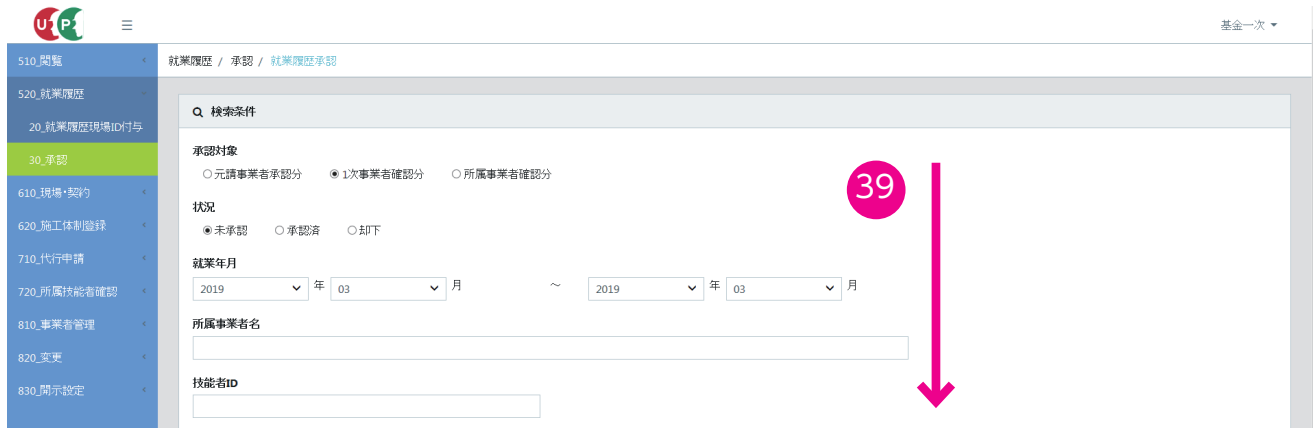 UP
基金一次
510_閲覧
520_就業履歴
20_就業履歴現場ID付与
30_承認
610_現場・契約
620_施工体制登録
710_代行申請
720_所属技能者確認
810_事業者管理
820_変更
830_開示設定
就業履歴 / 承認 / 就業履歴承認
検索条件
承認対象
元請事業者承認分 1次事業者確認分 所属事業者確認分
39
状況
未承認 承認済 却下
就業年月
2019 年 03 月 ～ 2019 年 03 月
所属事業者名
技能者ID